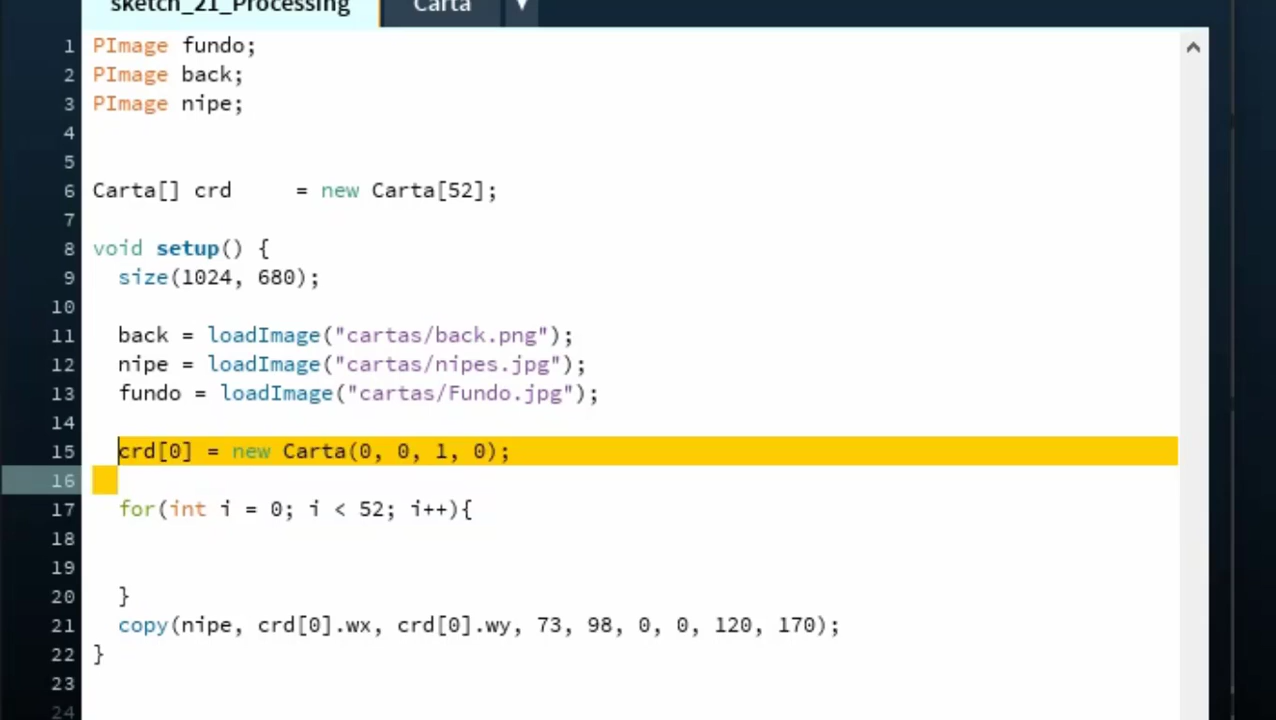 sketch_21_Processing Carta ▼
1 PImage fundo;
2 PImage back;
3 PImage nipe;
4
5
6 Carta[] crd     = new Carta[52];
7
8 void setup() {
9   size(1024, 680);
10
11   back = loadImage("cartas/back.png");
12   nipe = loadImage("cartas/nipes.jpg");
13   fundo = loadImage("cartas/Fundo.jpg");
14
15   crd[0] = new Carta(0, 0, 1, 0);
16
17   for(int i = 0; i < 52; i++){
18
19
20   }
21   copy(nipe, crd[0].wx, crd[0].wy, 73, 98, 0, 0, 120, 170);
22 }
23
24